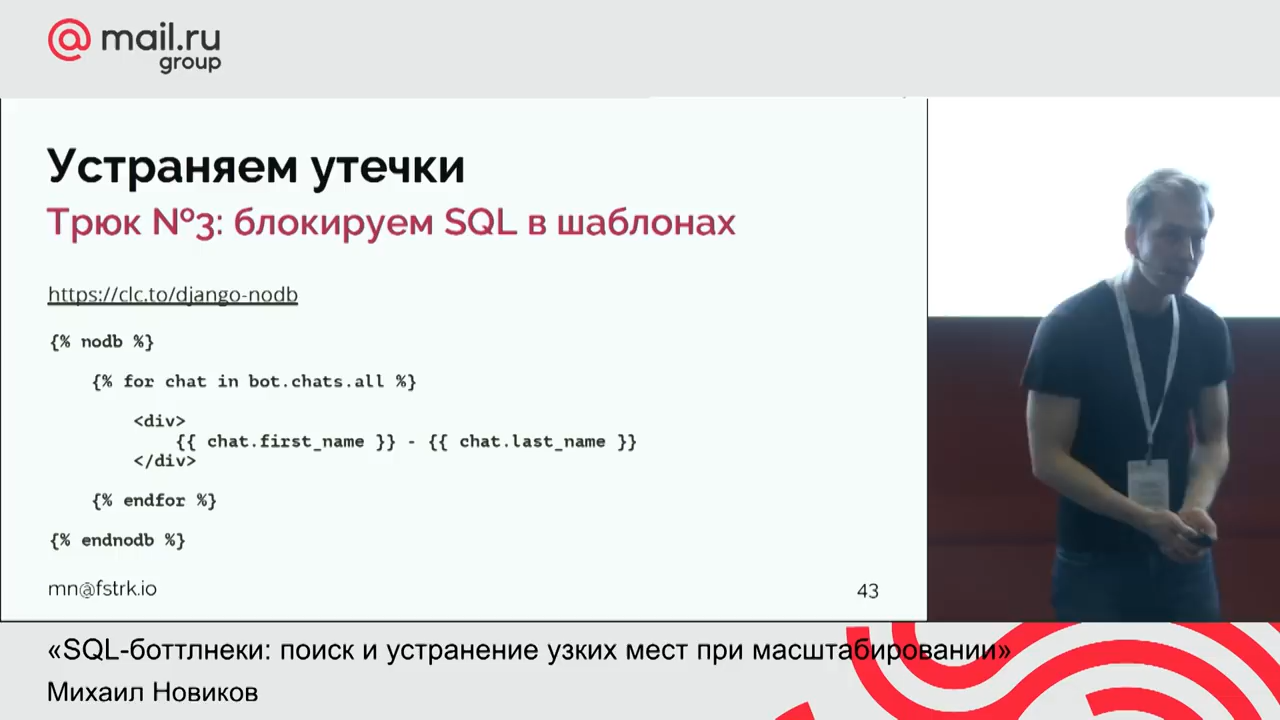 mail.ru
group
Устраняем утечки
Трюк №3: блокируем SQL в шаблонах
https://clc.to/django-nodb
{% nodb %}
{% for chat in bot.chats.all %}
<div>
{{ chat.first_name }} - {{ chat.last_name }}
</div>
{% endfor %}
{% endnodb %}
mn@fstrk.io
43
«SQL-боттлнеки: поиск и устранение узких мест при масштабировании»
Михаил Новиков